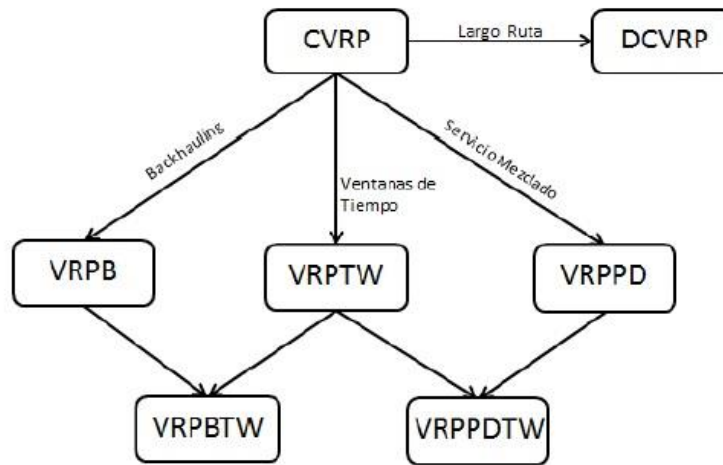 CVRP
Largo Ruta
DCVRP
Backhauling
Ventanas de
Tiempo
Servicio Mezclado
VRPB
VRPTW
VRPPD
VRPBTW
VRPPDTW